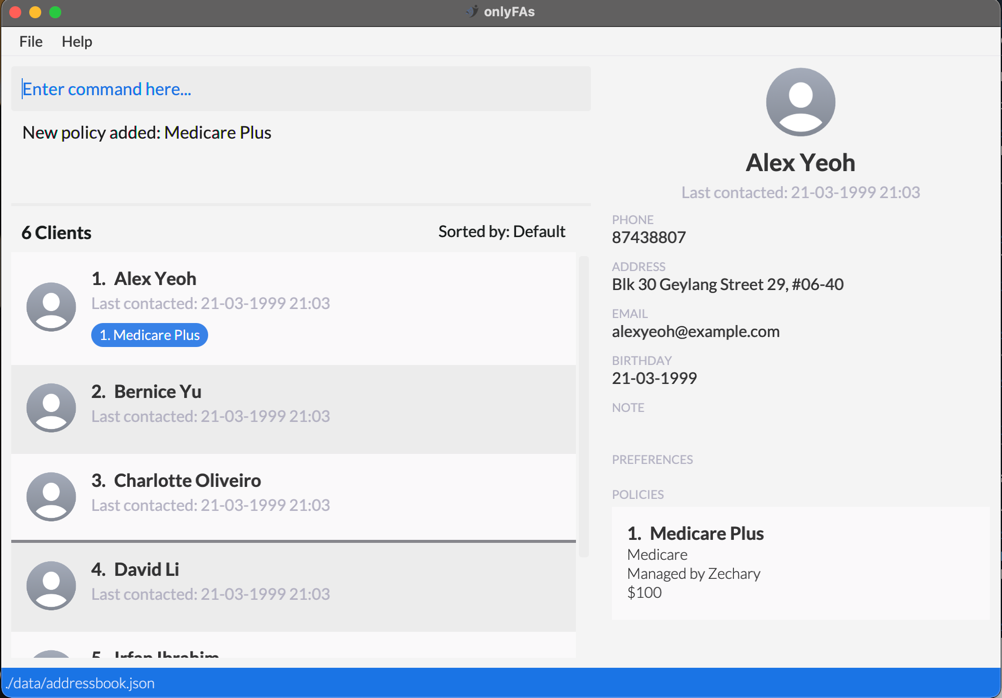 onlyFAs
File Help
Enter command here...
New policy added: Medicare Plus
6 Clients
Sorted by: Default
1. Alex Yeoh
Last contacted: 21-03-1999 21:03
1. Medicare Plus
2. Bernice Yu
Last contacted: 21-03-1999 21:03
3. Charlotte Oliveiro
Last contacted: 21-03-1999 21:03
4. David Li
Last contacted: 21-03-1999 21:03
5. Irfan Ibrahim
Alex Yeoh
Last contacted: 21-03-1999 21:03
PHONE
87438807
ADDRESS
Blk 30 Geylang Street 29, #06-40
EMAIL
alexyeoh@example.com
BIRTHDAY
21-03-1999
NOTE
PREFERENCES
POLICIES
1. Medicare Plus
Medicare
Managed by Zechary
$100
./data/addressbook.json